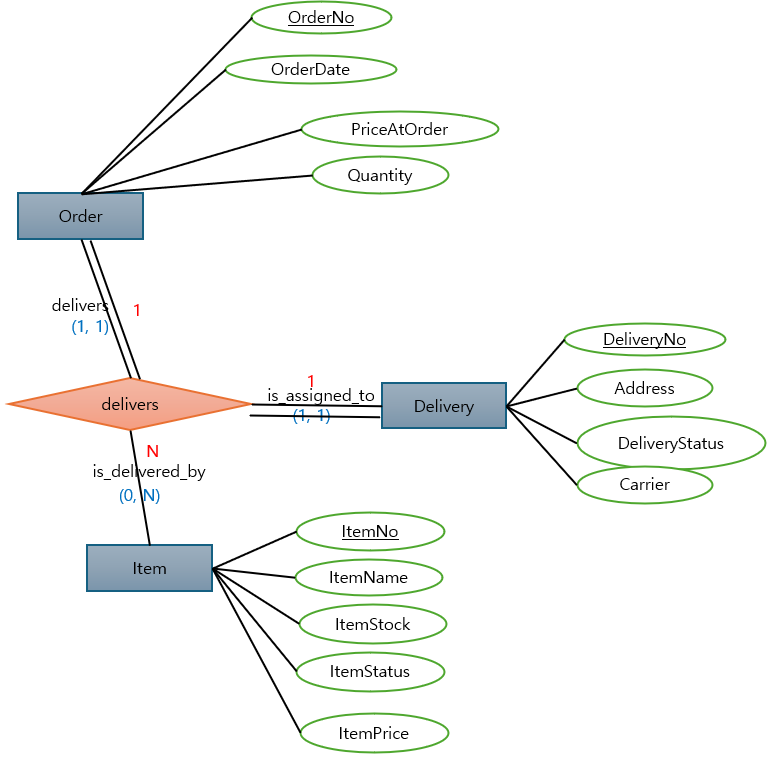 OrderNo
OrderDate
PriceAtOrder
Quantity
Order
delivers
1
(1, 1)
DeliveryNo
1
is_assigned_to
(1, 1)
Address
delivers
Delivery
DeliveryStatus
N
is_delivered_by
(0, N)
Carrier
ItemNo
Item
ItemName
ItemStock
ItemStatus
ItemPrice